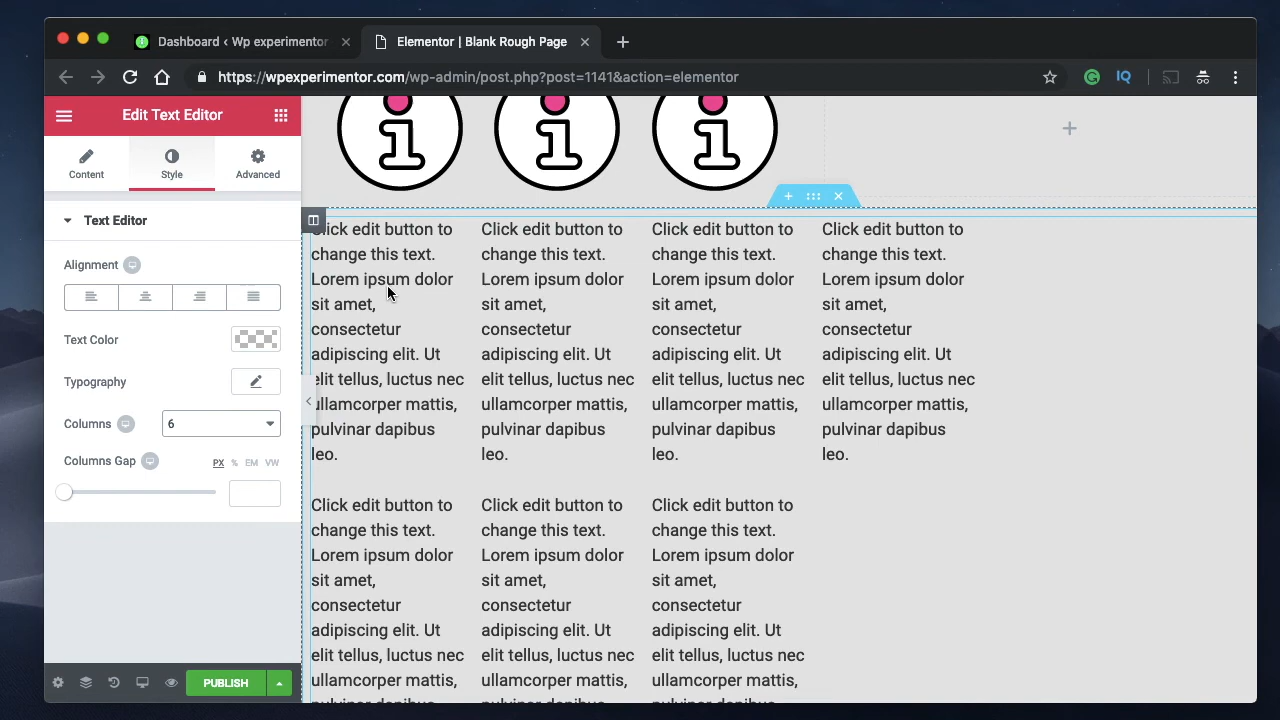 Dashboard ‹ Wp experimentor
Elementor | Blank Rough Page
https://wpexperimentor.com/wp-admin/post.php?post=1141&action=elementor
IQ
Edit Text Editor
Content
Style
Advanced
Text Editor
Alignment
Text Color
Typography
Columns
6
Columns Gap
PX % EM VW
PUBLISH
i i i
Click edit button to
change this text.
Lorem ipsum dolor
sit amet,
consectetur
adipiscing elit. Ut
elit tellus, luctus nec
ullamcorper mattis,
pulvinar dapibus
leo.
Click edit button to
change this text.
Lorem ipsum dolor
sit amet,
consectetur
adipiscing elit. Ut
elit tellus, luctus nec
ullamcorper mattis,
pulvinar dapibus
Click edit button to
change this text.
Lorem ipsum dolor
sit amet,
consectetur
adipiscing elit. Ut
elit tellus, luctus nec
ullamcorper mattis,
pulvinar dapibus
leo.
Click edit button to
change this text.
Lorem ipsum dolor
sit amet,
consectetur
adipiscing elit. Ut
elit tellus, luctus nec
ullamcorper mattis,
pulvinar dapibus
Click edit button to
change this text.
Lorem ipsum dolor
sit amet,
consectetur
adipiscing elit. Ut
elit tellus, luctus nec
ullamcorper mattis,
pulvinar dapibus
leo.
Click edit button to
change this text.
Lorem ipsum dolor
sit amet,
consectetur
adipiscing elit. Ut
elit tellus, luctus nec
ullamcorper mattis,
pulvinar dapibus
Click edit button to
change this text.
Lorem ipsum dolor
sit amet,
consectetur
adipiscing elit. Ut
elit tellus, luctus nec
ullamcorper mattis,
pulvinar dapibus
leo.